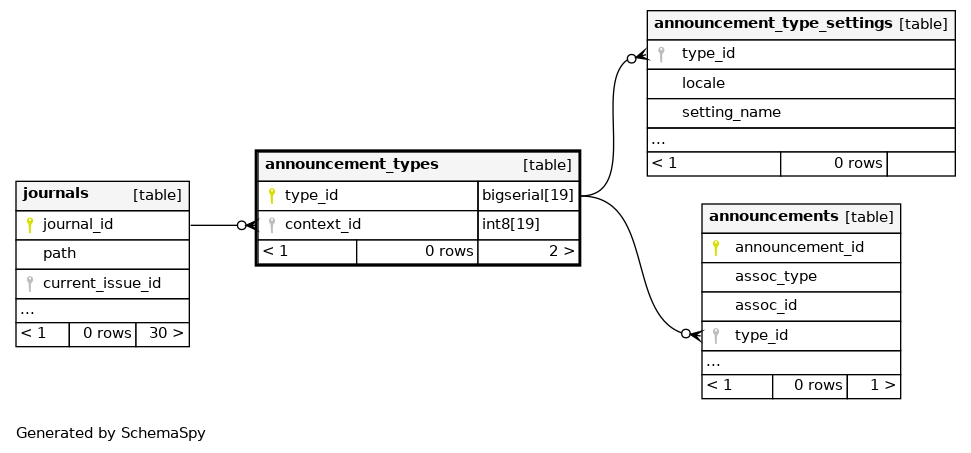 announcement_type_settings [table]
type_id
locale
setting_name
...
< 1 0 rows
announcement_types [table]
type_id bigserial[19]
context_id int8[19]
< 1 0 rows 2 >
journals [table]
journal_id
path
current_issue_id
...
< 1 0 rows 30 >
announcements [table]
announcement_id
assoc_type
assoc_id
type_id
...
< 1 0 rows 1 >
Generated by SchemaSpy